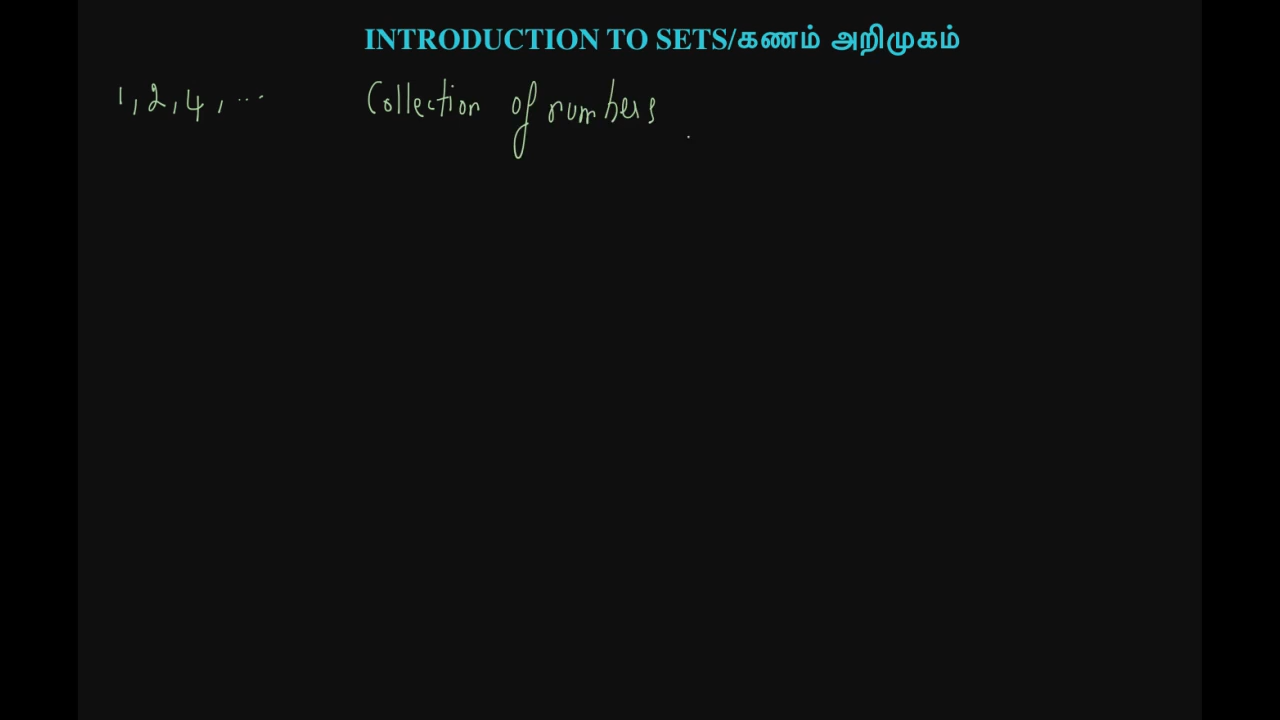 INTRODUCTION TO SETS/கணம் அறிமுகம்
1, 2, 4, ... Collection of numbers